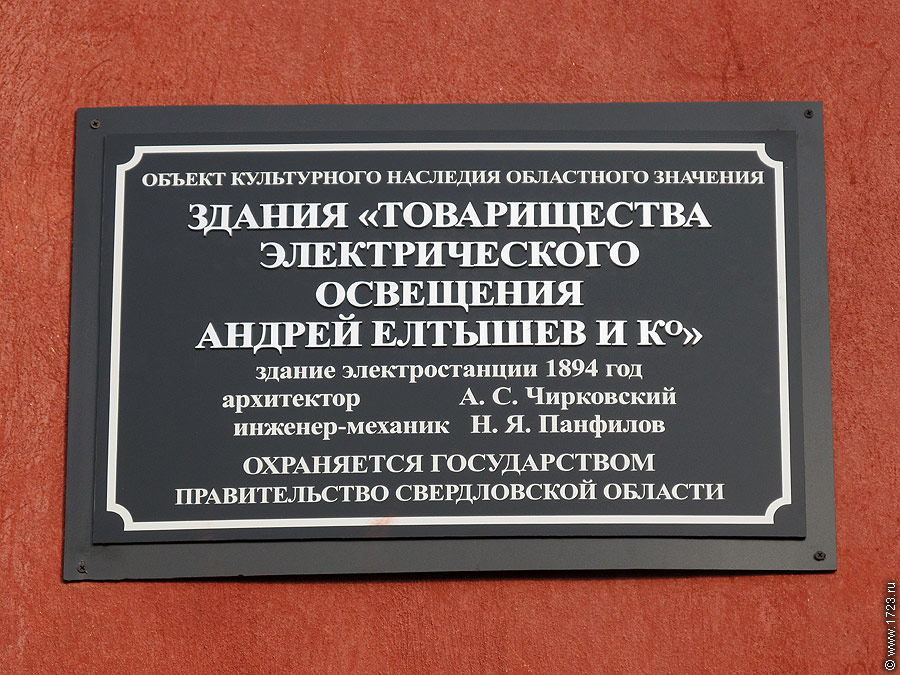 ОБЪЕКТ КУЛЬТУРНОГО НАСЛЕДИЯ ОБЛАСТНОГО ЗНАЧЕНИЯ
ЗДАНИЯ «ТОВАРИЩЕСТВА
ЭЛЕКТРИЧЕСКОГО
ОСВЕЩЕНИЯ
АНДРЕЙ ЕЛТЫШЕВ И Кº»
здание электростанции 1894 год
архитектор А. С. Чирковский
инженер-механик Н. Я. Панфилов
ОХРАНЯЕТСЯ ГОСУДАРСТВОМ
ПРАВИТЕЛЬСТВО СВЕРДЛОВСКОЙ ОБЛАСТИ
© www.1723.ru